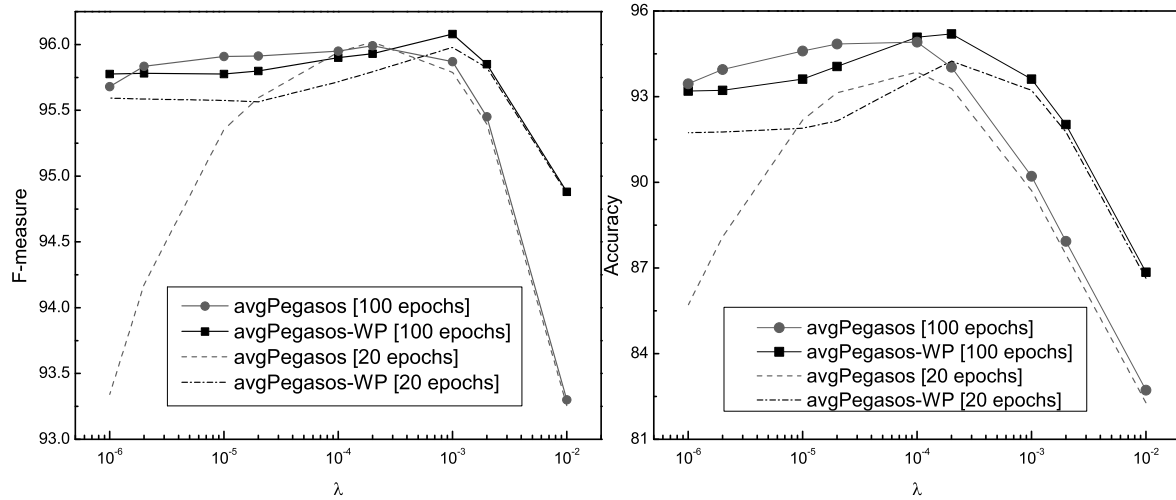 F-measure
96.0
95.5
95.0
94.5
94.0
93.5
93.0
avgPegasos [100 epochs]
avgPegasos-WP [100 epochs]
avgPegasos [20 epochs]
avgPegasos-WP [20 epochs]
10⁻⁶ 10⁻⁵ 10⁻⁴ 10⁻³ 10⁻²
λ
Accuracy
96
93
90
87
84
81
avgPegasos [100 epochs]
avgPegasos-WP [100 epochs]
avgPegasos [20 epochs]
avgPegasos-WP [20 epochs]
10⁻⁶ 10⁻⁵ 10⁻⁴ 10⁻³ 10⁻²
λ